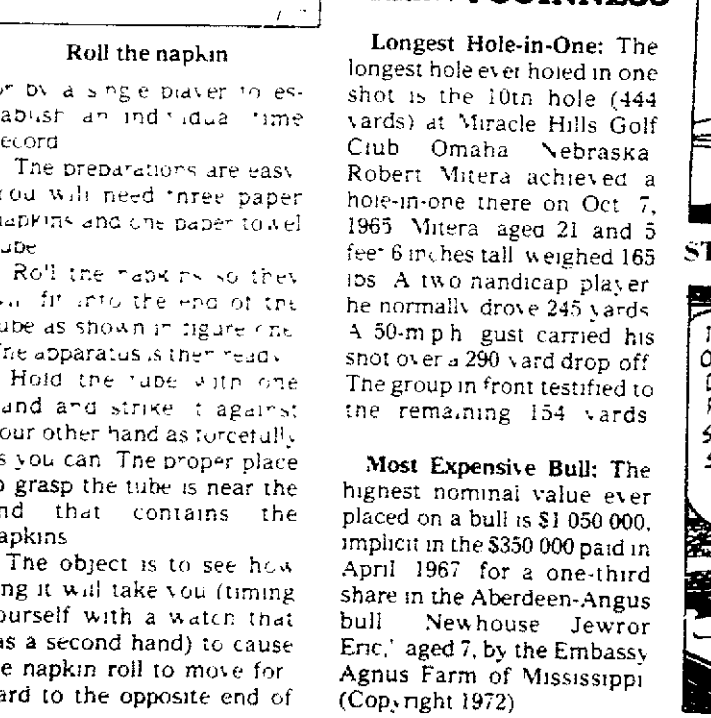 GUINNESS
Roll the napkin
by a single player to es-
tablish an individual time
record
The preparations are easy
You will need three paper
napkins and one paper towel
tube
Roll the napkins so they
will fit into the end of the
tube as shown in figure one
The apparatus is then ready
Hold the tube with one
hand and strike it against
your other hand as forcefully
as you can The proper place
to grasp the tube is near the
end that contains the
napkins
The object is to see how
long it will take you (timing
yourself with a watch that
has a second hand) to cause
the napkin roll to move for
ward to the opposite end of
Longest Hole-in-One: The
longest hole ever holed in one
shot is the 10th hole (444
yards) at Miracle Hills Golf
Club Omaha Nebraska
Robert Mitera achieved a
hole-in-one there on Oct 7,
1965 Mitera aged 21 and 5
feet 6 inches tall weighed 165
lbs A two handicap player
he normally drove 245 yards
A 50-m p h gust carried his
shot over a 290 yard drop off
The group in front testified to
the remaining 154 yards
Most Expensive Bull: The
highest nominal value ever
placed on a bull is $1 050 000,
implicit in the $350 000 paid in
April 1967 for a one-third
share in the Aberdeen-Angus
bull Newhouse Jewror
Eric,' aged 7, by the Embassy
Agnus Farm of Mississippi
(Copyright 1972)
ST